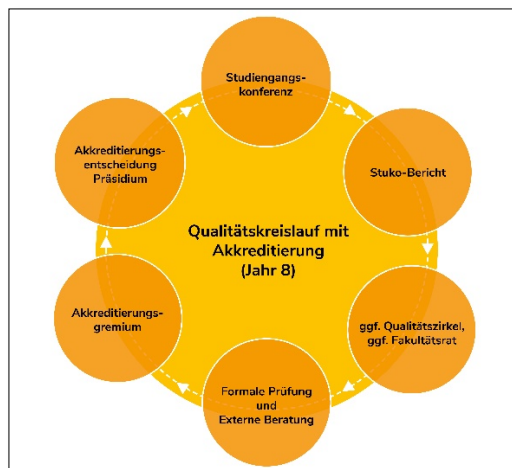 Studiengangs-
konferenz
Stuko-Bericht
ggf. Qualitätszirkel,
ggf. Fakultätsrat
Formale Prüfung
und
Externe Beratung
Akkreditierungs-
gremium
Akkreditierungs-
entscheidung
Präsidium
Qualitätskreislauf mit
Akkreditierung
(Jahr 8)